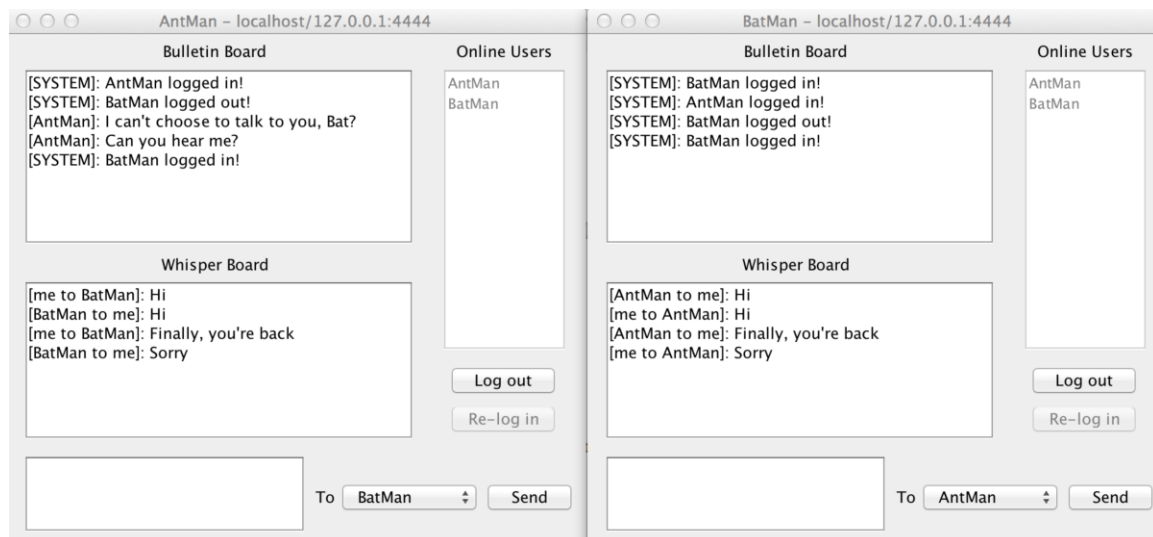 AntMan – localhost/127.0.0.1:4444
Bulletin Board
Online Users
[SYSTEM]: AntMan logged in!
[SYSTEM]: BatMan logged out!
[AntMan]: I can't choose to talk to you, Bat?
[AntMan]: Can you hear me?
[SYSTEM]: BatMan logged in!
AntMan
BatMan
Whisper Board
[me to BatMan]: Hi
[BatMan to me]: Hi
[me to BatMan]: Finally, you're back
[BatMan to me]: Sorry
Log out
Re-log in
To BatMan Send
BatMan – localhost/127.0.0.1:4444
Bulletin Board
Online Users
[SYSTEM]: BatMan logged in!
[SYSTEM]: AntMan logged in!
[SYSTEM]: BatMan logged out!
[SYSTEM]: BatMan logged in!
AntMan
BatMan
Whisper Board
[AntMan to me]: Hi
[me to AntMan]: Hi
[AntMan to me]: Finally, you're back
[me to AntMan]: Sorry
Log out
Re-log in
To AntMan Send